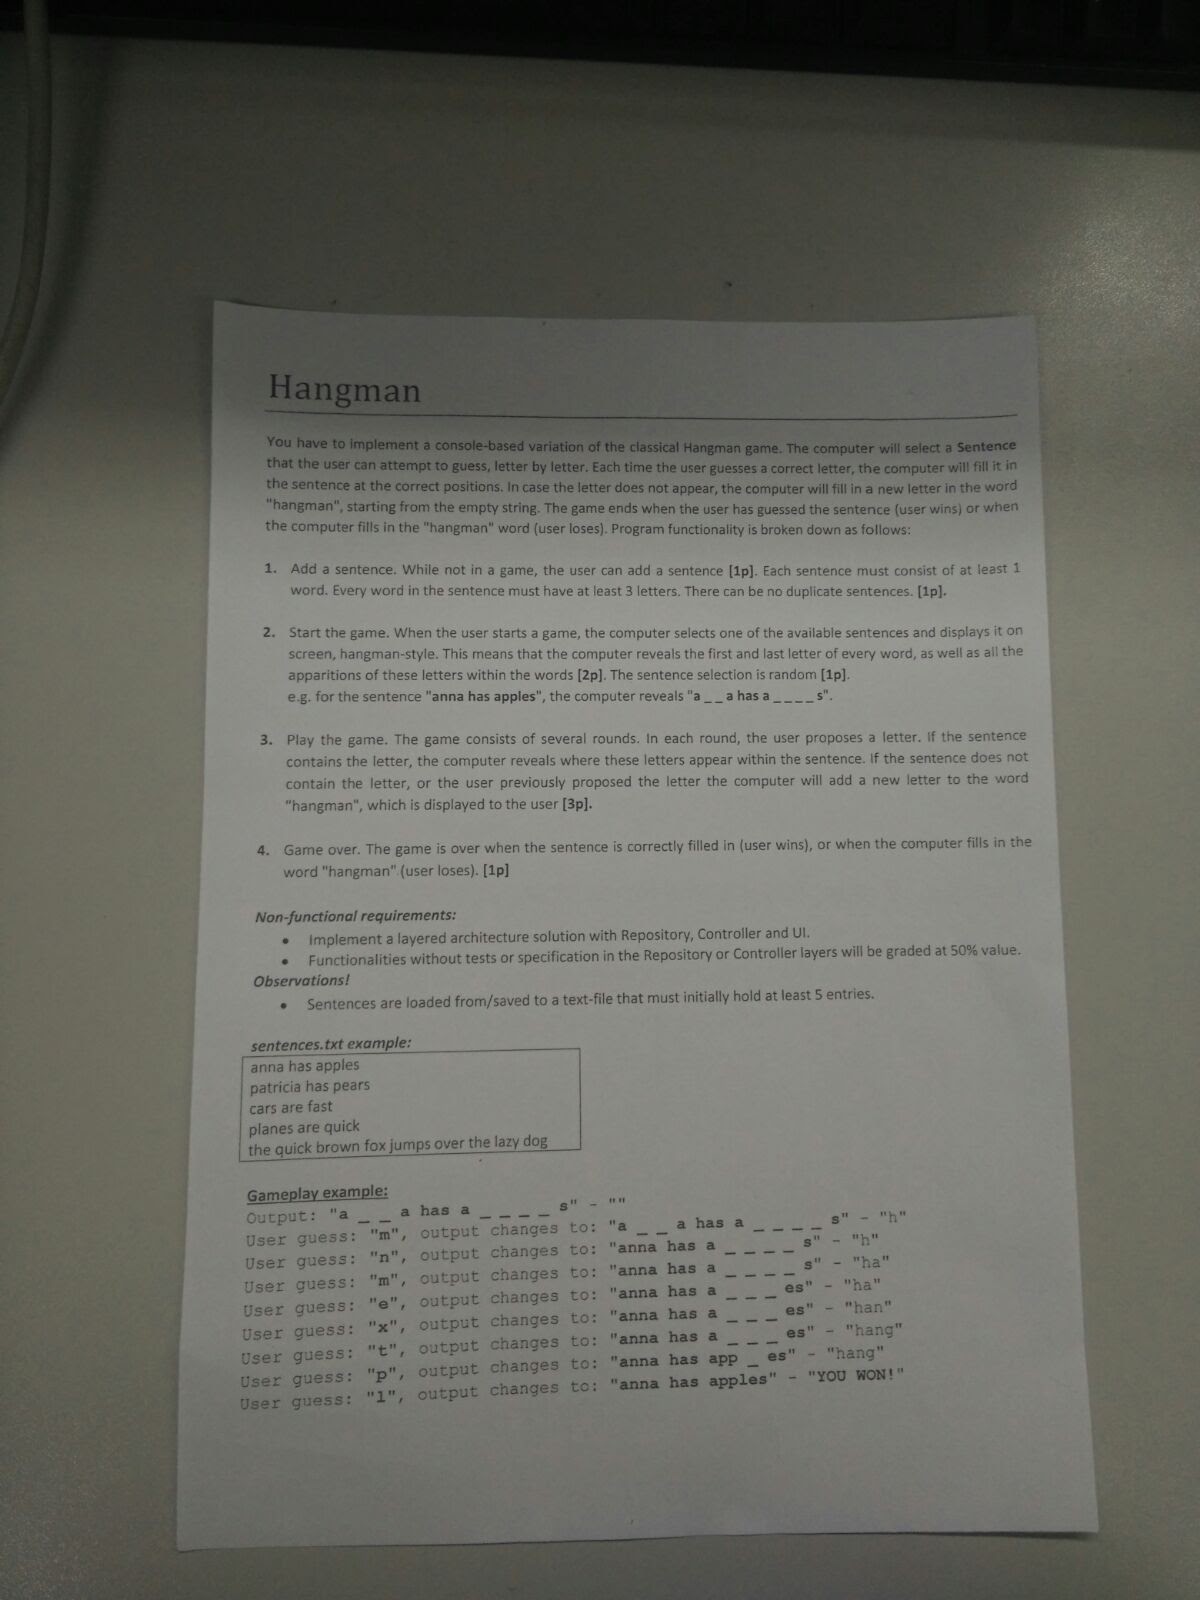 Hangman
You have to implement a console-based variation of the classical Hangman game. The computer will select a Sentence
that the user can attempt to guess, letter by letter. Each time the user guesses a correct letter, the computer will fill it in
the sentence at the correct positions. In case the letter does not appear, the computer will fill in a new letter in the word
"hangman", starting from the empty string. The game ends when the user has guessed the sentence (user wins) or when
the computer fills in the "hangman" word (user loses). Program functionality is broken down as follows:
1. Add a sentence. While not in a game, the user can add a sentence [1p]. Each sentence must consist of at least 1
word. Every word in the sentence must have at least 3 letters. There can be no duplicate sentences. [1p].
2. Start the game. When the user starts a game, the computer selects one of the available sentences and displays it on
screen, hangman-style. This means that the computer reveals the first and last letter of every word, as well as all the
apparitions of these letters within the words [2p]. The sentence selection is random [1p].
e.g. for the sentence "anna has apples", the computer reveals "a _ _ a has a _ _ _ _ s".
3. Play the game. The game consists of several rounds. In each round, the user proposes a letter. If the sentence
contains the letter, the computer reveals where these letters appear within the sentence. If the sentence does not
contain the letter, or the user previously proposed the letter the computer will add a new letter to the word
"hangman", which is displayed to the user [3p].
4. Game over. The game is over when the sentence is correctly filled in (user wins), or when the computer fills in the
word "hangman" (user loses). [1p]
Non-functional requirements:
• Implement a layered architecture solution with Repository, Controller and UI.
• Functionalities without tests or specification in the Repository or Controller layers will be graded at 50% value.
Observations!
• Sentences are loaded from/saved to a text-file that must initially hold at least 5 entries.
sentences.txt example:
anna has apples
patricia has pears
cars are fast
planes are quick
the quick brown fox jumps over the lazy dog
Gameplay example:
Output: "a _ _ a has a _ _ _ _ s" - ""
User guess: "m", output changes to: "a _ _ a has a _ _ _ _ s" - "h"
User guess: "n", output changes to: "anna has a _ _ _ _ s" - "h"
User guess: "m", output changes to: "anna has a _ _ _ _ s" - "ha"
User guess: "e", output changes to: "anna has a _ _ _ es" - "ha"
User guess: "x", output changes to: "anna has a _ _ _ es" - "han"
User guess: "t", output changes to: "anna has a _ _ _ es" - "hang"
User guess: "p", output changes to: "anna has app _ es" - "hang"
User guess: "l", output changes to: "anna has apples" - "YOU WON!"